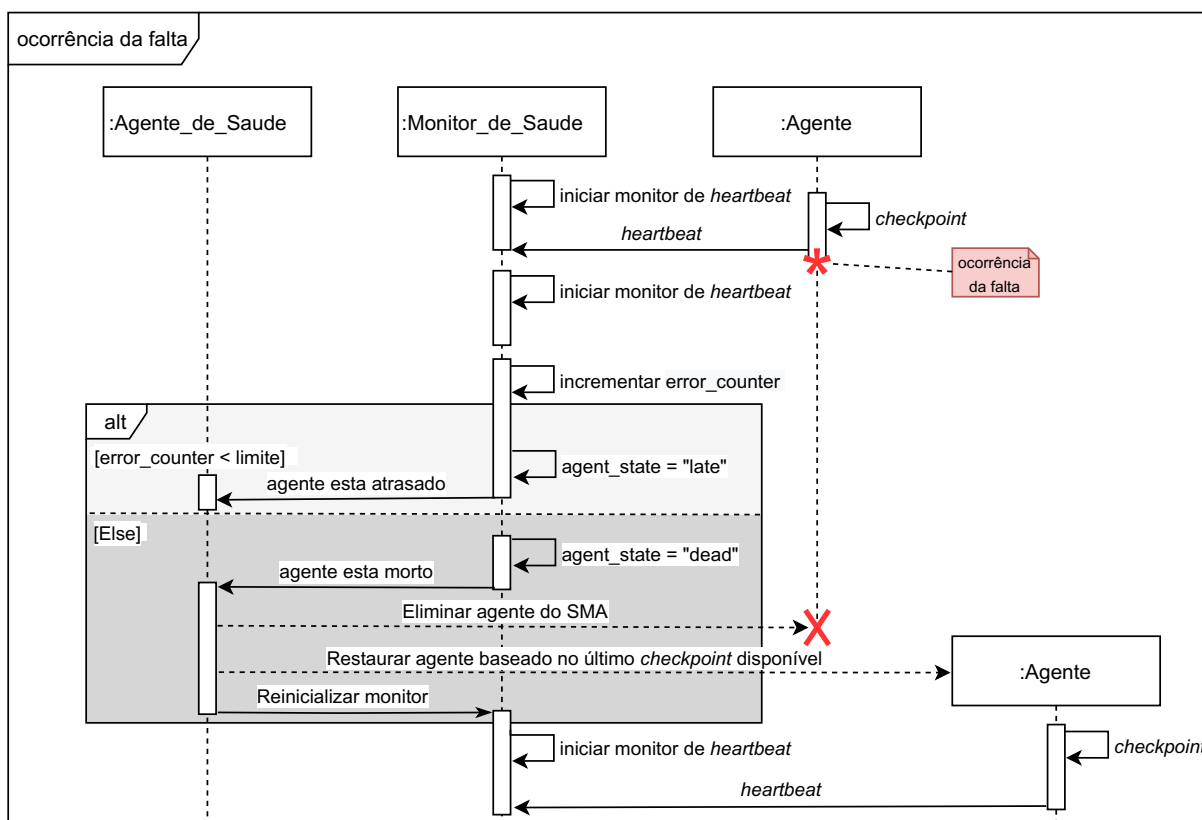 ocorrência da falta
:Agente_de_Saude
:Monitor_de_Saude
:Agente
iniciar monitor de heartbeat
checkpoint
heartbeat
ocorrência
da falta
iniciar monitor de heartbeat
incrementar error_counter
alt
[error_counter < limite]
agent_state = "late"
agente esta atrasado
[Else]
agent_state = "dead"
agente esta morto
Eliminar agente do SMA
Restaurar agente baseado no último checkpoint disponível
:Agente
Reinicializar monitor
iniciar monitor de heartbeat
checkpoint
heartbeat